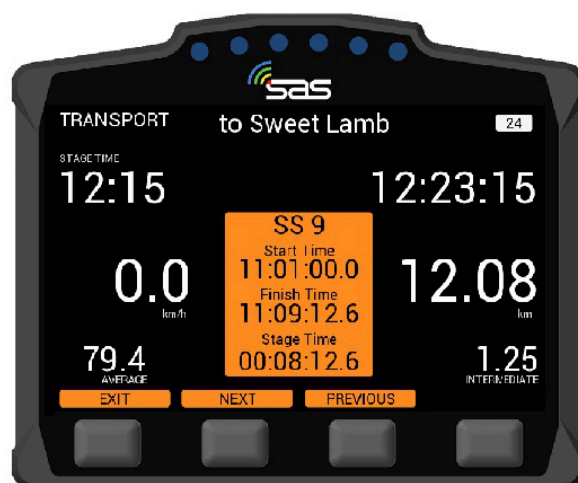 sas
TRANSPORT
to Sweet Lamb
24
STAGE TIME
12:15
12:23:15
SS 9
Start Time
11:01:00.0
Finish Time
11:09:12.6
Stage Time
00:08:12.6
0.0
km/h
12.08
km
79.4
AVERAGE
1.25
INTERMEDIATE
EXIT
NEXT
PREVIOUS